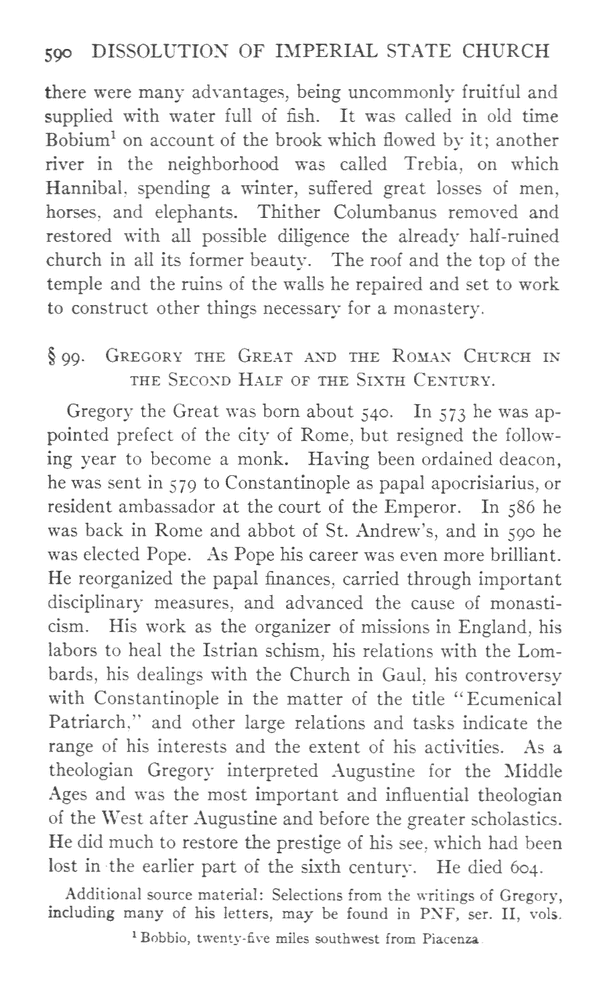 590 DISSOLUTION OF IMPERIAL STATE CHURCH
there were many advantages, being uncommonly fruitful and
supplied with water full of fish. It was called in old time
Bobium¹ on account of the brook which flowed by it; another
river in the neighborhood was called Trebia, on which
Hannibal, spending a winter, suffered great losses of men,
horses, and elephants. Thither Columbanus removed and
restored with all possible diligence the already half-ruined
church in all its former beauty. The roof and the top of the
temple and the ruins of the walls he repaired and set to work
to construct other things necessary for a monastery.
§ 99. GREGORY THE GREAT AND THE ROMAN CHURCH IN
THE SECOND HALF OF THE SIXTH CENTURY.
Gregory the Great was born about 540. In 573 he was ap-
pointed prefect of the city of Rome, but resigned the follow-
ing year to become a monk. Having been ordained deacon,
he was sent in 579 to Constantinople as papal apocrisiarius, or
resident ambassador at the court of the Emperor. In 586 he
was back in Rome and abbot of St. Andrew's, and in 590 he
was elected Pope. As Pope his career was even more brilliant.
He reorganized the papal finances, carried through important
disciplinary measures, and advanced the cause of monasti-
cism. His work as the organizer of missions in England, his
labors to heal the Istrian schism, his relations with the Lom-
bards, his dealings with the Church in Gaul, his controversy
with Constantinople in the matter of the title "Ecumenical
Patriarch," and other large relations and tasks indicate the
range of his interests and the extent of his activities. As a
theologian Gregory interpreted Augustine for the Middle
Ages and was the most important and influential theologian
of the West after Augustine and before the greater scholastics.
He did much to restore the prestige of his see, which had been
lost in the earlier part of the sixth century. He died 604.
Additional source material: Selections from the writings of Gregory,
including many of his letters, may be found in PNF, ser. II, vols.
¹ Bobbio, twenty-five miles southwest from Piacenza.